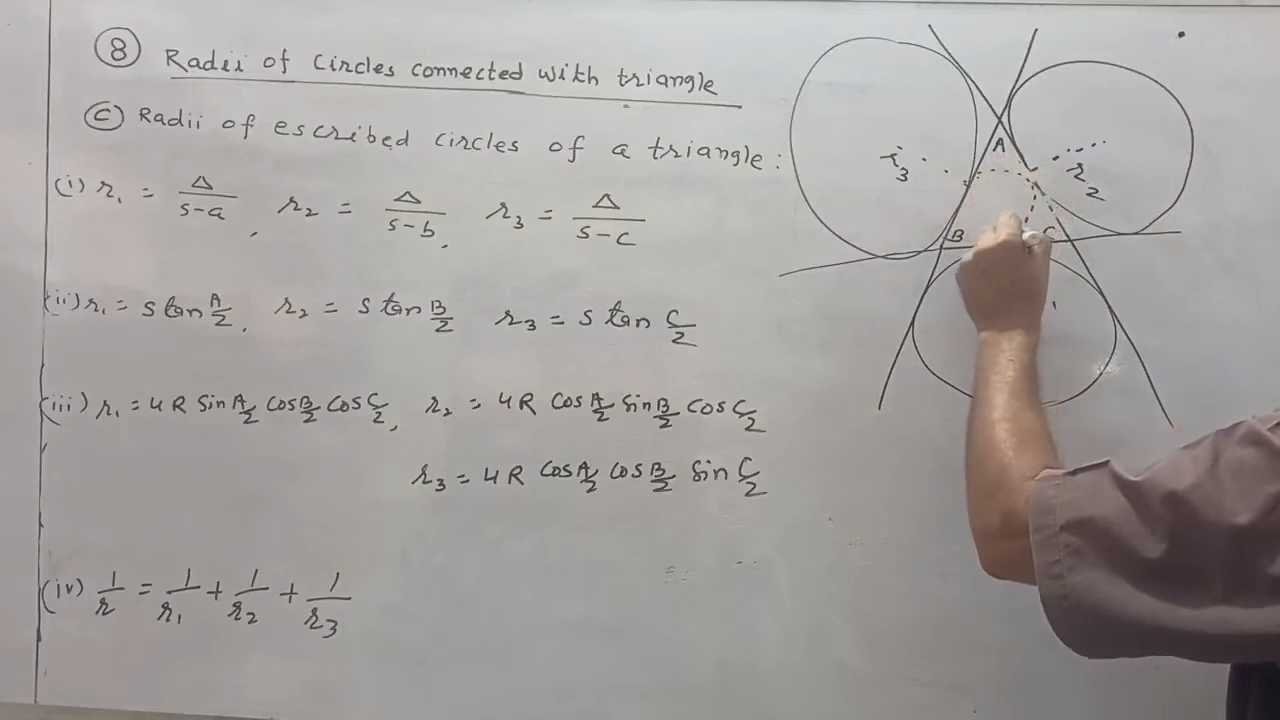 ⑧ Radii of circles connected with triangle
Ⓒ Radii of escribed circles of a triangle :
(i) r₁ = Δ/(s-a), r₂ = Δ/(s-b), r₃ = Δ/(s-c)
(ii) r₁ = s tan A/2, r₂ = s tan B/2 r₃ = s tan C/2
(iii) r₁ = 4R Sin A/2 Cos B/2 Cos C/2, r₂ = 4R Cos A/2 Sin B/2 Cos C/2
r₃ = 4R Cos A/2 Cos B/2 Sin C/2
(iv) 1/r = 1/r₁ + 1/r₂ + 1/r₃
A
r₃
r₂
B
C